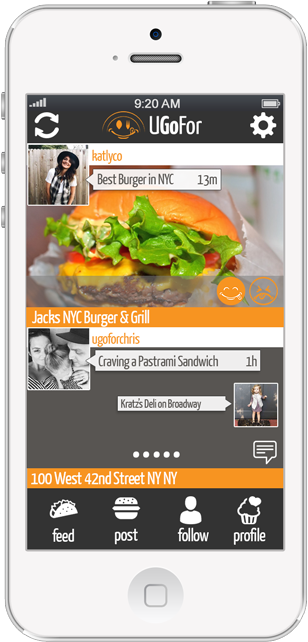 9:20 AM
UGoFor
katlyco
Best Burger in NYC 13m
Jacks NYC Burger & Grill
ugoforchris
Craving a Pastrami Sandwich 1h
Kratz's Deli on Broadway
100 West 42nd Street NY NY
feed post follow profile